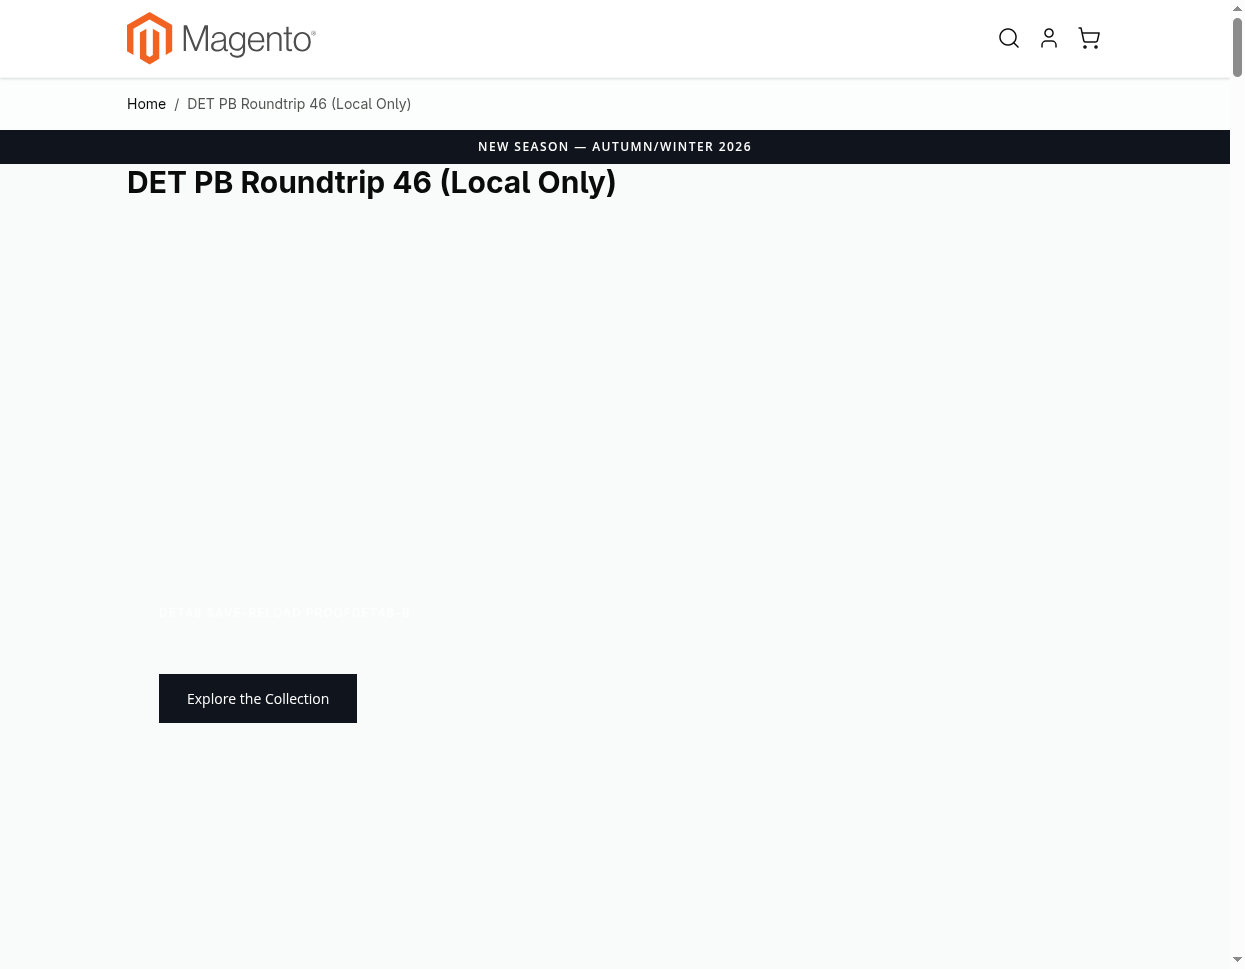 Magento®
Home / DET PB Roundtrip 46 (Local Only)
NEW SEASON — AUTUMN/WINTER 2026
DET PB Roundtrip 46 (Local Only)
Explore the Collection